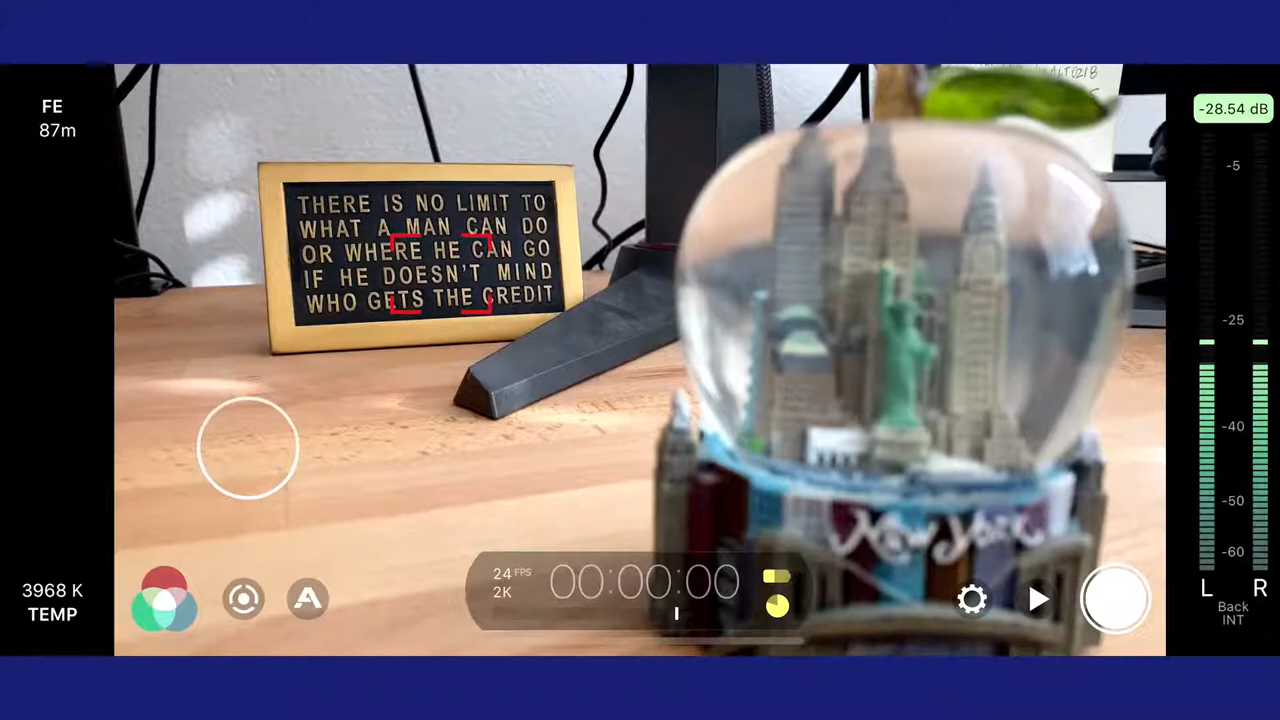 FE
87m
-28.54 dB
-5
THERE IS NO LIMIT TO
WHAT A MAN CAN DO
OR WHERE HE CAN GO
IF HE DOESN'T MIND
WHO GETS THE CREDIT
-25
-40
-50
-60
New York
3968 K
TEMP
24 FPS
2K
00:00:00
L R
Back
INT